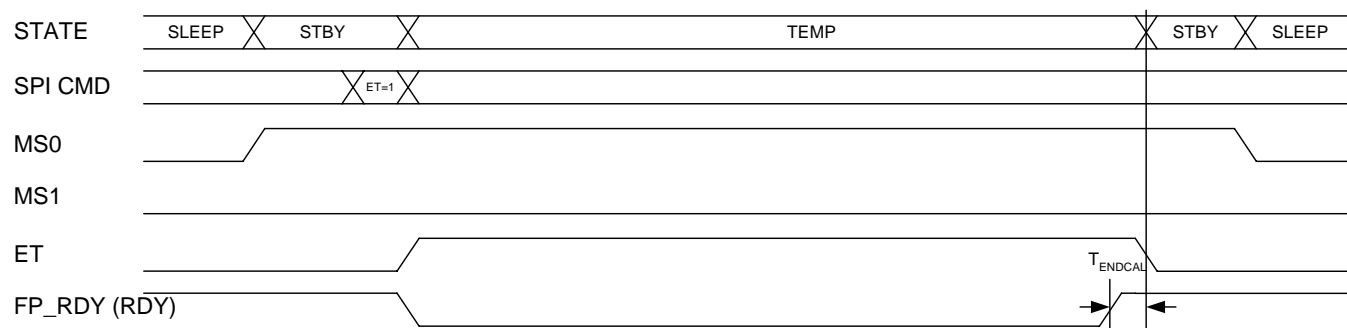 STATE SLEEP STBY TEMP STBY SLEEP
SPI CMD ET=1
MS0
MS1
ET
TENDCAL
FP_RDY (RDY)